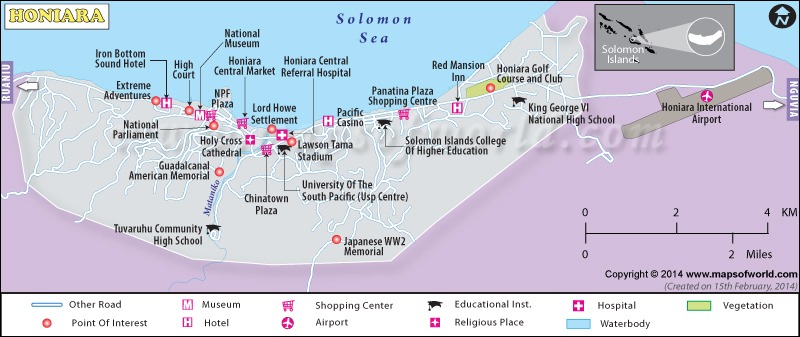 HONIARA
Solomon
Sea
Solomon
Islands
N
RUANIU
NGUVIA
Iron Bottom
Sound Hotel
High
Court
National
Museum
Honiara
Central Market
Honiara Central
Referral Hospital
Red Mansion
Inn
Honiara Golf
Course and Club
Extreme
Adventures
NPF
Plaza
Lord Howe
Settlement
Pacific
Casino
Panatina Plaza
Shopping Centre
King George VI
National High School
Honiara International
Airport
National
Parliament
Holy Cross
Cathedral
Lawson Tama
Stadium
Solomon Islands College
Of Higher Education
Guadalcanal
American Memorial
Mataniko
Chinatown
Plaza
University Of The
South Pacific (Usp Centre)
Tuvaruhu Community
High School
Japanese WW2
Memorial
0 2 4 KM
0 2 Miles
Copyright © 2014 www.mapsofworld.com
(Created on 15th February, 2014)
Other Road
M Museum
Shopping Center
Educational Inst.
Hospital
Vegetation
Point Of Interest
H Hotel
Airport
Religious Place
Waterbody